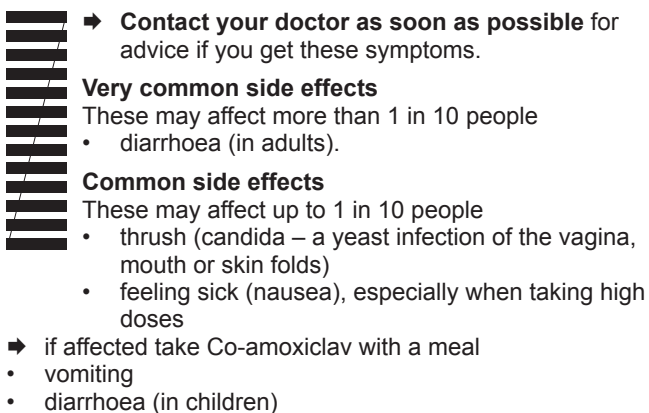 ➡ Contact your doctor as soon as possible for
advice if you get these symptoms.
Very common side effects
These may affect more than 1 in 10 people
• diarrhoea (in adults).
Common side effects
These may affect up to 1 in 10 people
• thrush (candida – a yeast infection of the vagina,
mouth or skin folds)
• feeling sick (nausea), especially when taking high
doses
➡ if affected take Co-amoxiclav with a meal
• vomiting
• diarrhoea (in children)